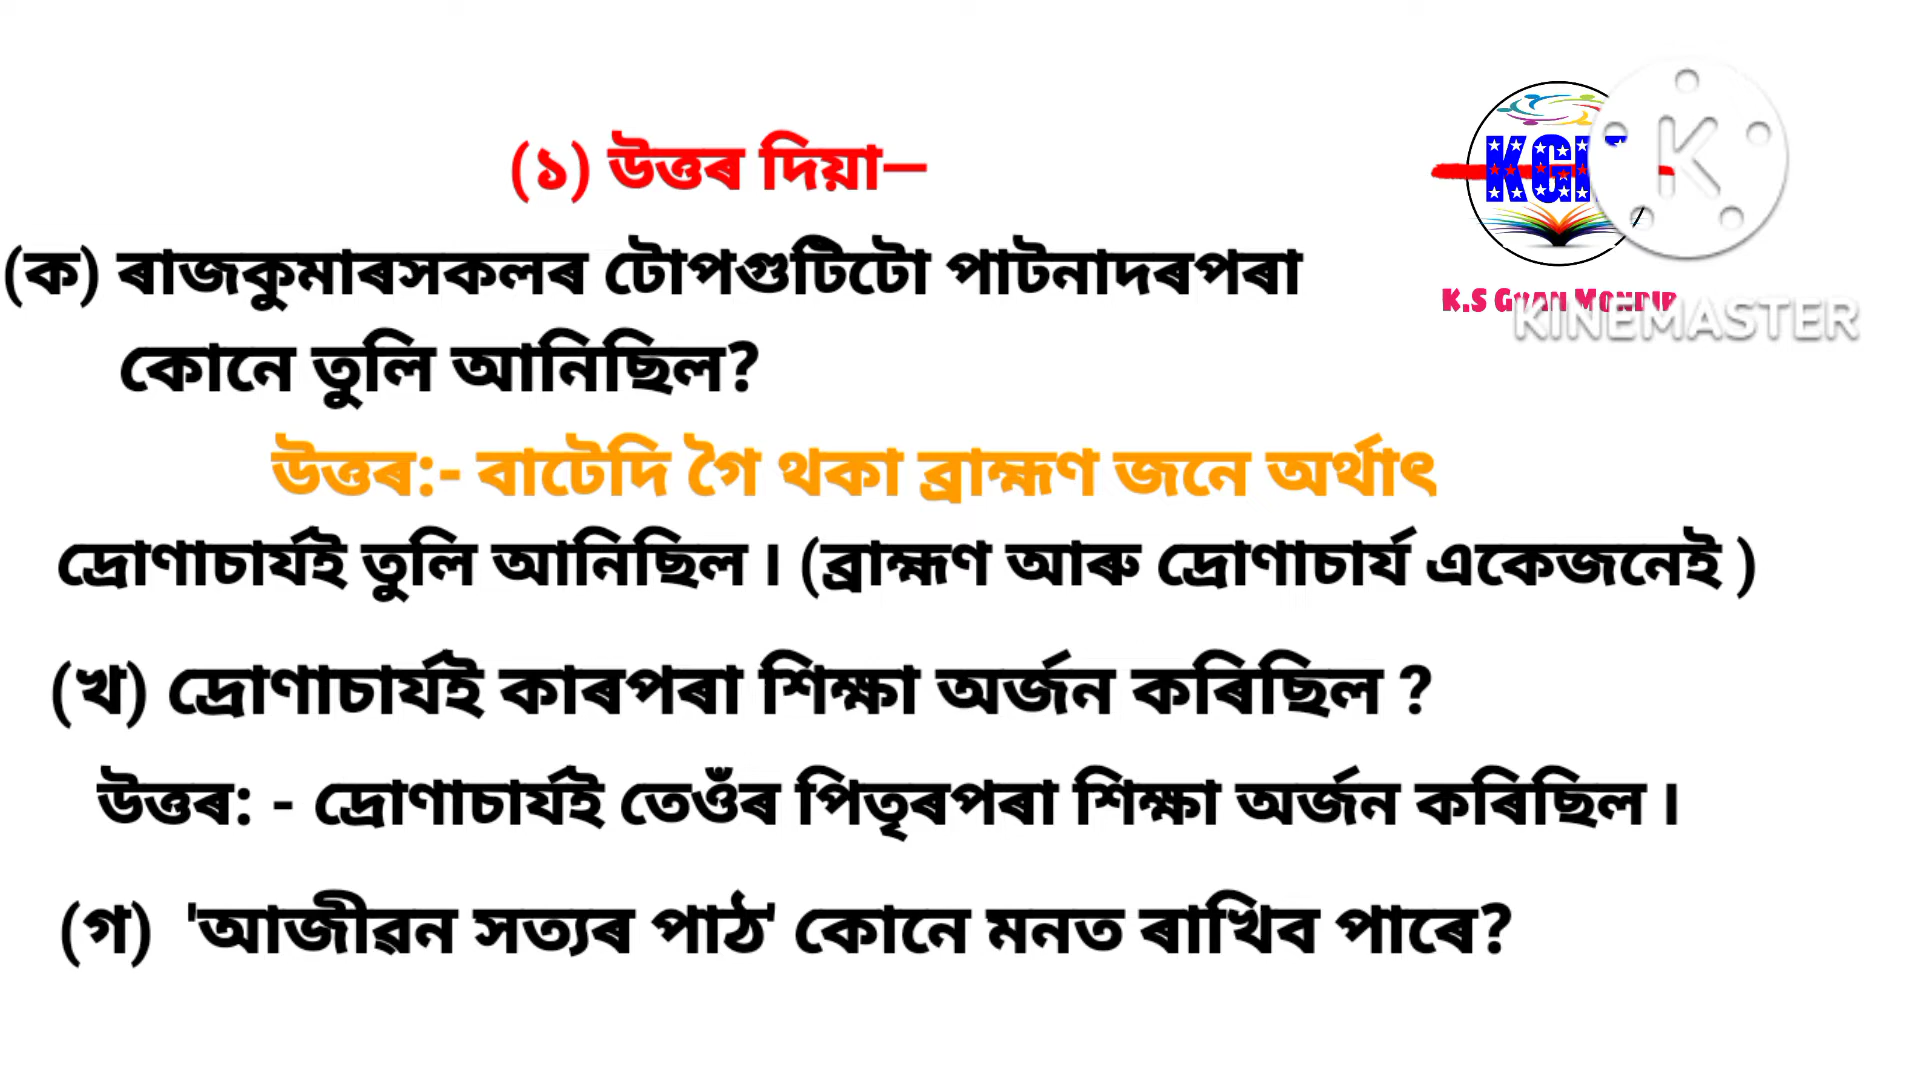 (১) উত্তৰ দিয়া—
(ক) ৰাজকুমাৰসকলৰ টোপগুটিটো পাটনাদৰপৰা
কোনে তুলি আনিছিল?
উত্তৰ:- বাটেদি গৈ থকা ব্ৰাহ্মণ জনে অৰ্থাৎ
দ্ৰোণাচাৰ্যই তুলি আনিছিল। (ব্ৰাহ্মণ আৰু দ্ৰোণাচাৰ্য একেজনেই )
(খ) দ্ৰোণাচাৰ্যই কাৰপৰা শিক্ষা অৰ্জন কৰিছিল ?
উত্তৰ: - দ্ৰোণাচাৰ্যই তেওঁৰ পিতৃৰপৰা শিক্ষা অৰ্জন কৰিছিল।
(গ) 'আজীৱন সত্যৰ পাঠ' কোনে মনত ৰাখিব পাৰে?
K
K.S
KINEMASTER